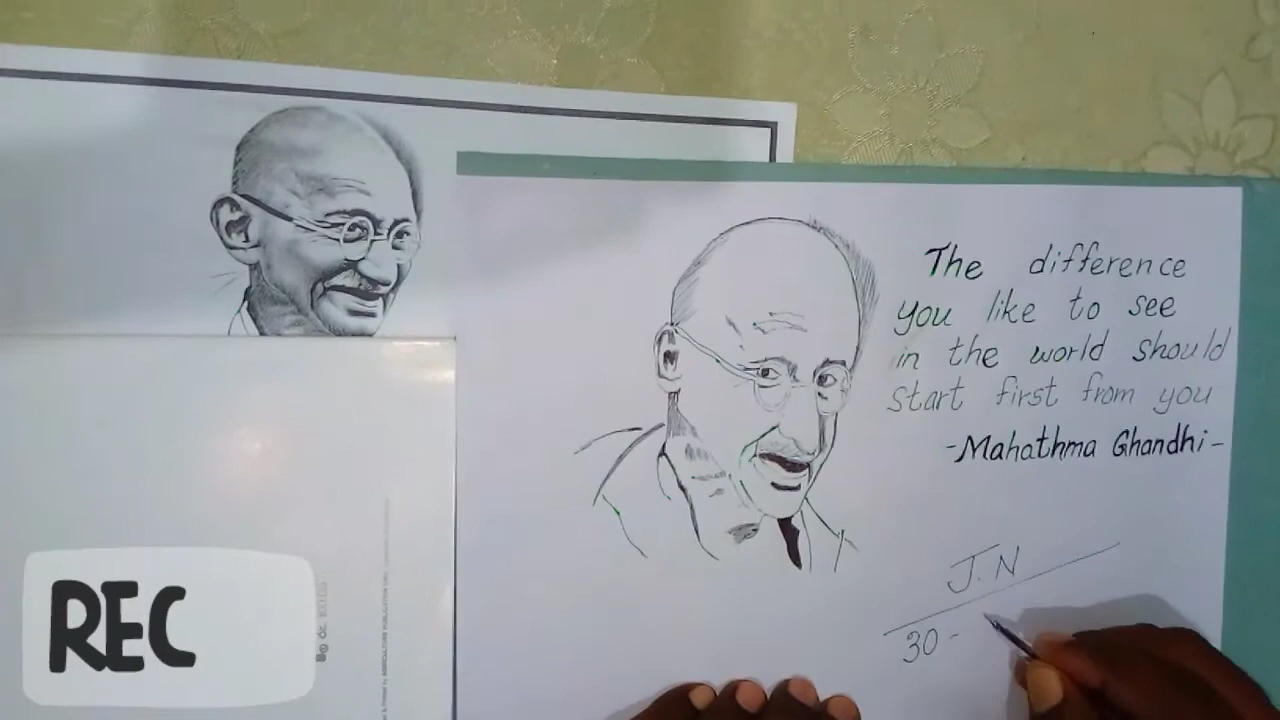 The difference
you like to see
in the world should
start first from you
-Mahathma Ghandhi-
J.N
30 -
REC